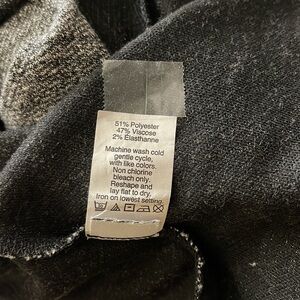 51% Polyester
47% Viscose
2% Elasthanne
Machine wash cold
gentle cycle,
with like colors.
Non chlorine
bleach only.
Reshape and
lay flat to dry.
Iron on lowest setting.